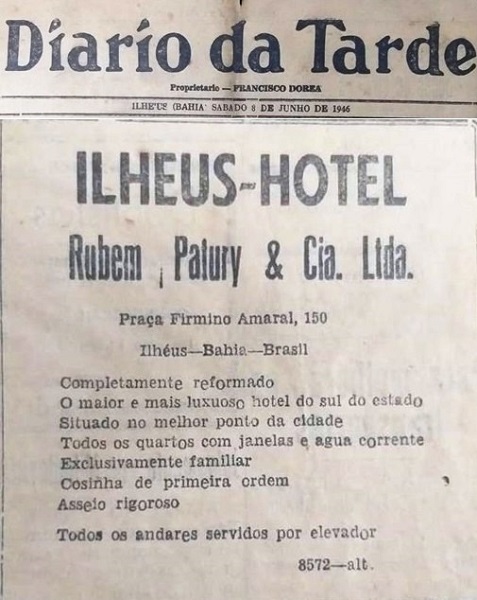 Diario da Tarde
Proprietario — FRANCISCO DOREA
ILHEUS (BAHIA SABADO 8 DE JUNHO DE 1946
ILHEUS-HOTEL
Rubem Patury & Cia. Ltda.
Praça Firmino Amaral, 150
Ilhéus—Bahia—Brasil
Completamente reformado
O maior e mais luxuoso hotel do sul do estado
Situado no melhor ponto da cidade
Todos os quartos com janelas e agua corrente
Exclusivamente familiar
Cosinha de primeira ordem
Asseio rigoroso
Todos os andares servidos por elevador
8572—alt.